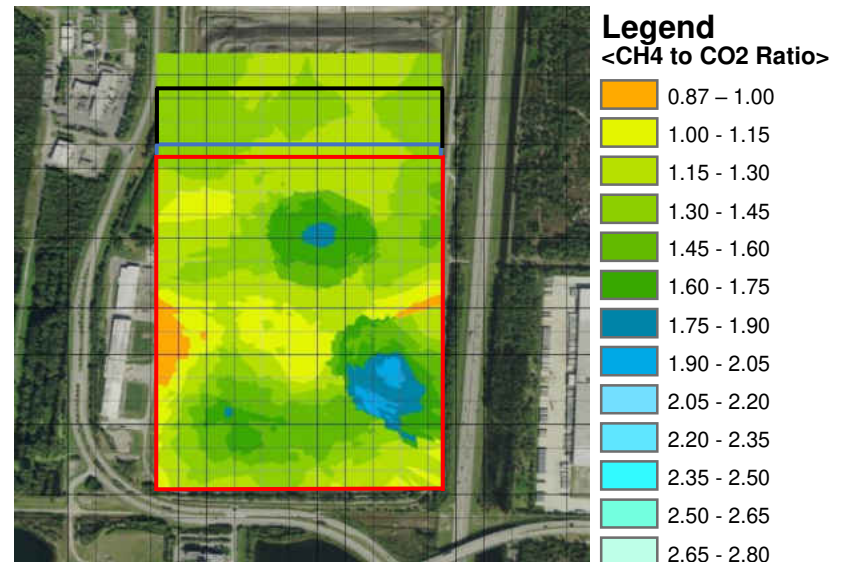 Legend
<CH4 to CO2 Ratio>
0.87 – 1.00
1.00 - 1.15
1.15 - 1.30
1.30 - 1.45
1.45 - 1.60
1.60 - 1.75
1.75 - 1.90
1.90 - 2.05
2.05 - 2.20
2.20 - 2.35
2.35 - 2.50
2.50 - 2.65
2.65 - 2.80